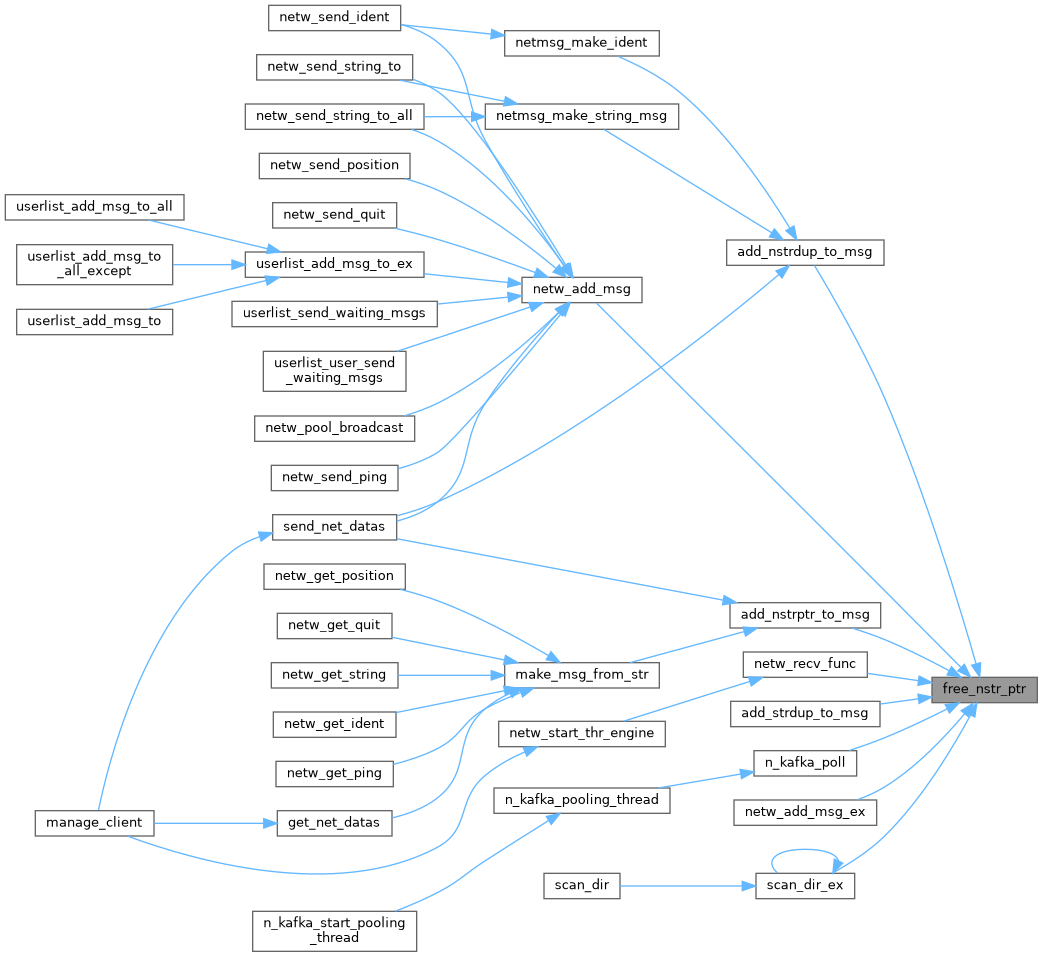 netw_send_ident
netmsg_make_ident
netw_send_string_to
netw_send_string_to_all
netmsg_make_string_msg
netw_send_position
userlist_add_msg_to_all
netw_send_quit
userlist_add_msg_to
_all_except
userlist_add_msg_to_ex
add_nstrdup_to_msg
netw_add_msg
userlist_add_msg_to
userlist_send_waiting_msgs
userlist_user_send
_waiting_msgs
netw_pool_broadcast
netw_send_ping
send_net_datas
netw_get_position
netw_get_quit
add_nstrptr_to_msg
netw_get_string
make_msg_from_str
netw_recv_func
free_nstr_ptr
netw_get_ident
netw_start_thr_engine
add_strdup_to_msg
netw_get_ping
n_kafka_poll
n_kafka_pooling_thread
netw_add_msg_ex
manage_client
get_net_datas
scan_dir
scan_dir_ex
n_kafka_start_pooling
_thread